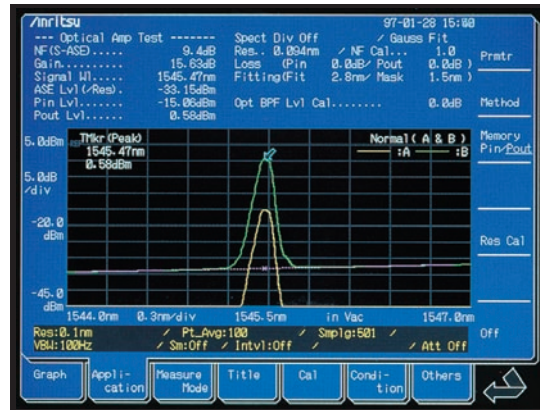 /Inritsu 97-01-28 15:00
--- Optical Amp Test ------- Spect Div Off / Gauss Fit
NF(S-ASE)..... 9.4dB Res.. 0.094nm / NF Cal... 1.0
Gain.......... 15.63dB Loss (Pin 0.0dB/ Pout 0.0dB )
Signal Wl..... 1545.47nm Fitting(Fit 2.8nm/ Mask 1.5nm )
ASE Lvl(/Res). -33.15dBm
Pin Lvl....... -15.06dBm Opt BPF Lvl Cal........ 0.0dB
Pout Lvl...... 0.58dBm
Prmtr
Method
Memory
Pin/Pout
Res Cal
Off
5.0dBm REF TMkr(Peak) Normal( A & B )
1545.47nm :A :B
0.58dBm
5.0dB
/div
-20.0
dBm
-45.0
dBm
1544.0nm 0.3nm/div 1545.5nm in Vac 1547.0nm
Res:0.1nm / Pt_Avg:100 / Smplg:501 /
VBW:100Hz / Sm:Off / Intvl:Off / / Att Off
Graph Appli- Measure Title Cal Condi- Others
cation Mode tion